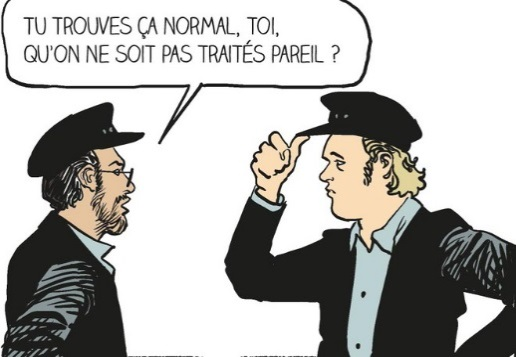 TU TROUVES ÇA NORMAL, TOI,
QU'ON NE SOIT PAS TRAITÉS PAREIL ?